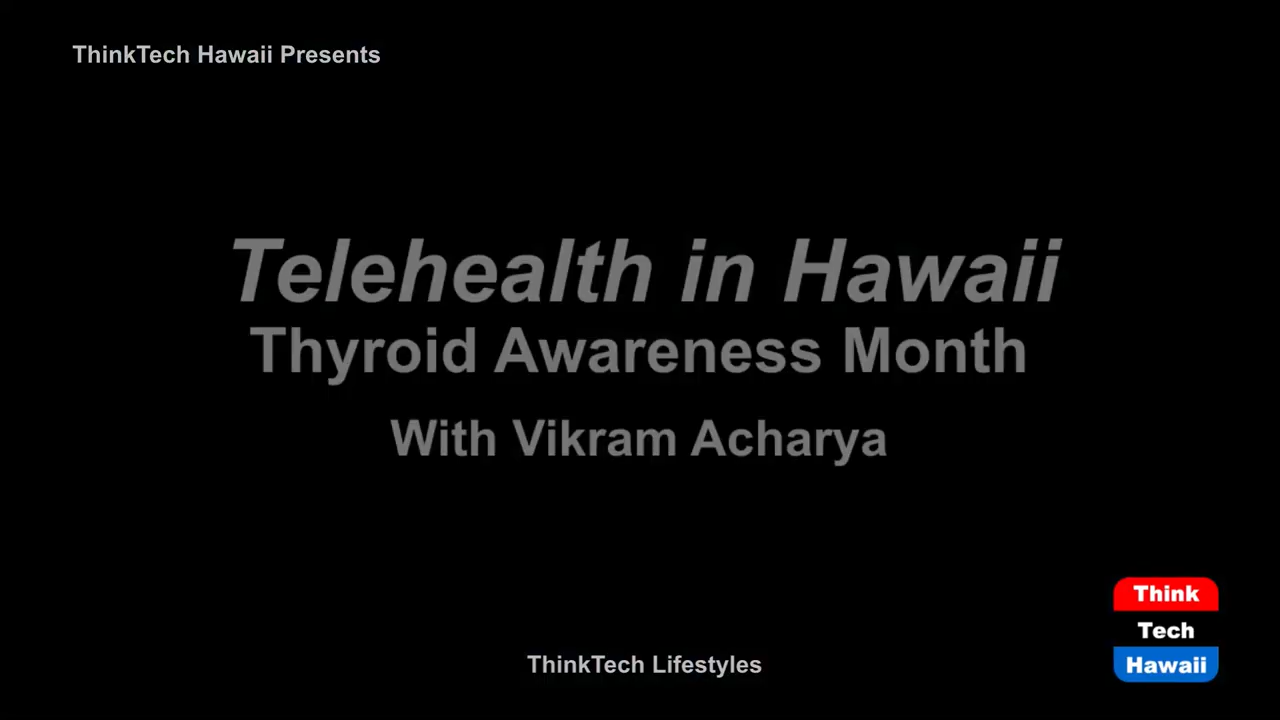 ThinkTech Hawaii Presents
Telehealth in Hawaii
Thyroid Awareness Month
With Vikram Acharya
ThinkTech Lifestyles
Think
Tech
Hawaii